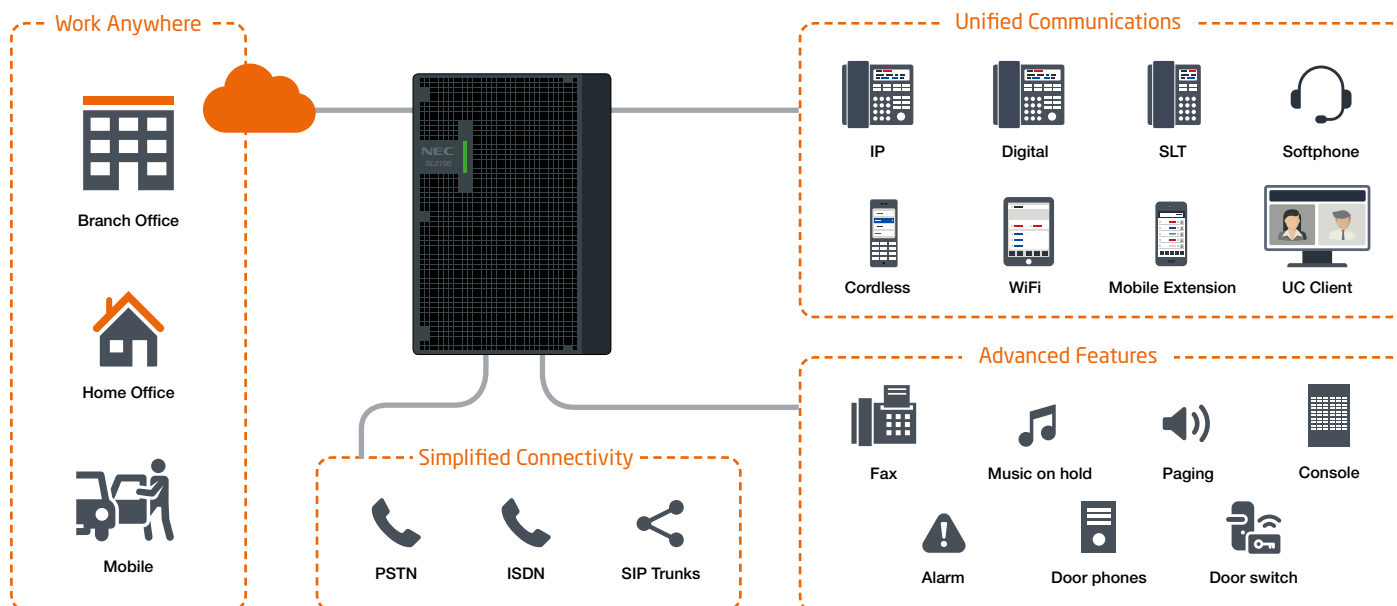 Work Anywhere
Branch Office
Home Office
Mobile
NEC
SL2100
Simplified Connectivity
PSTN
ISDN
SIP Trunks
Unified Communications
IP
Digital
SLT
Softphone
Cordless
WiFi
Mobile Extension
UC Client
Advanced Features
Fax
Music on hold
Paging
Console
Alarm
Door phones
Door switch